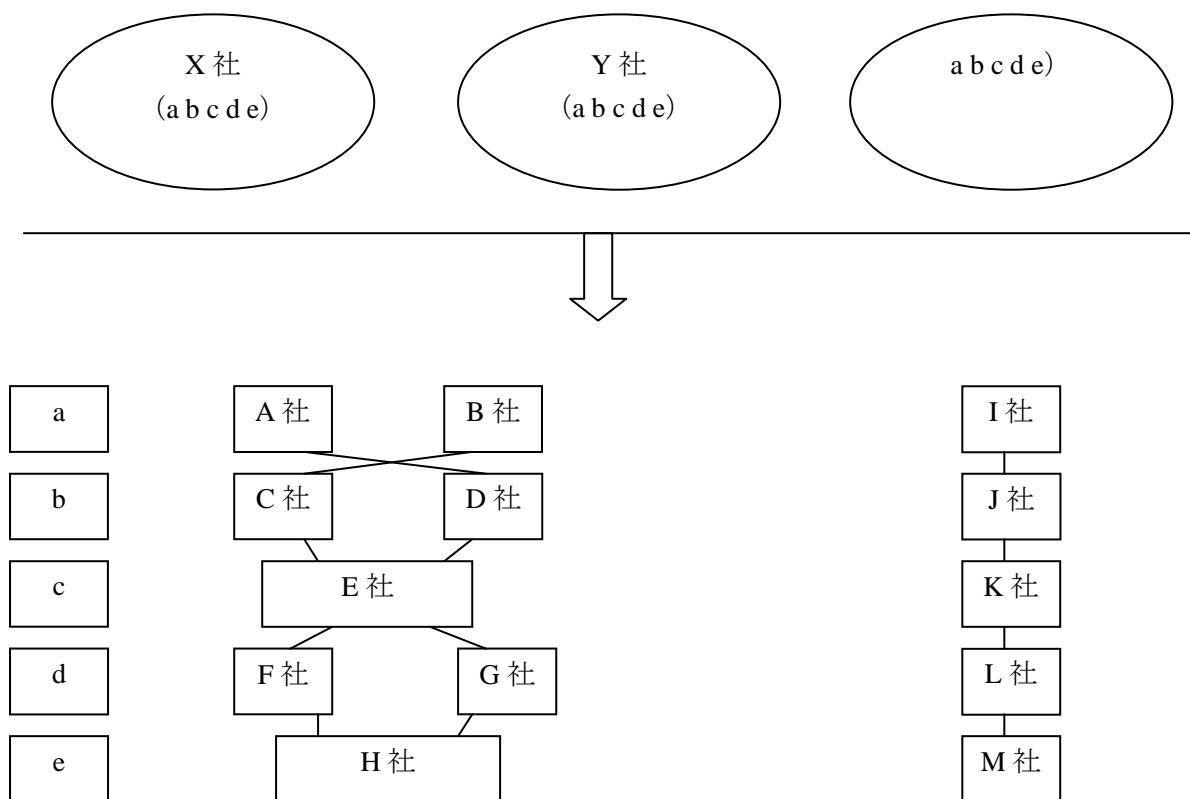 X 社
(a b c d e)
Y 社
(a b c d e)
a b c d e)
a
A 社
B 社
I 社
b
C 社
D 社
J 社
c
E 社
K 社
d
F 社
G 社
L 社
e
H 社
M 社